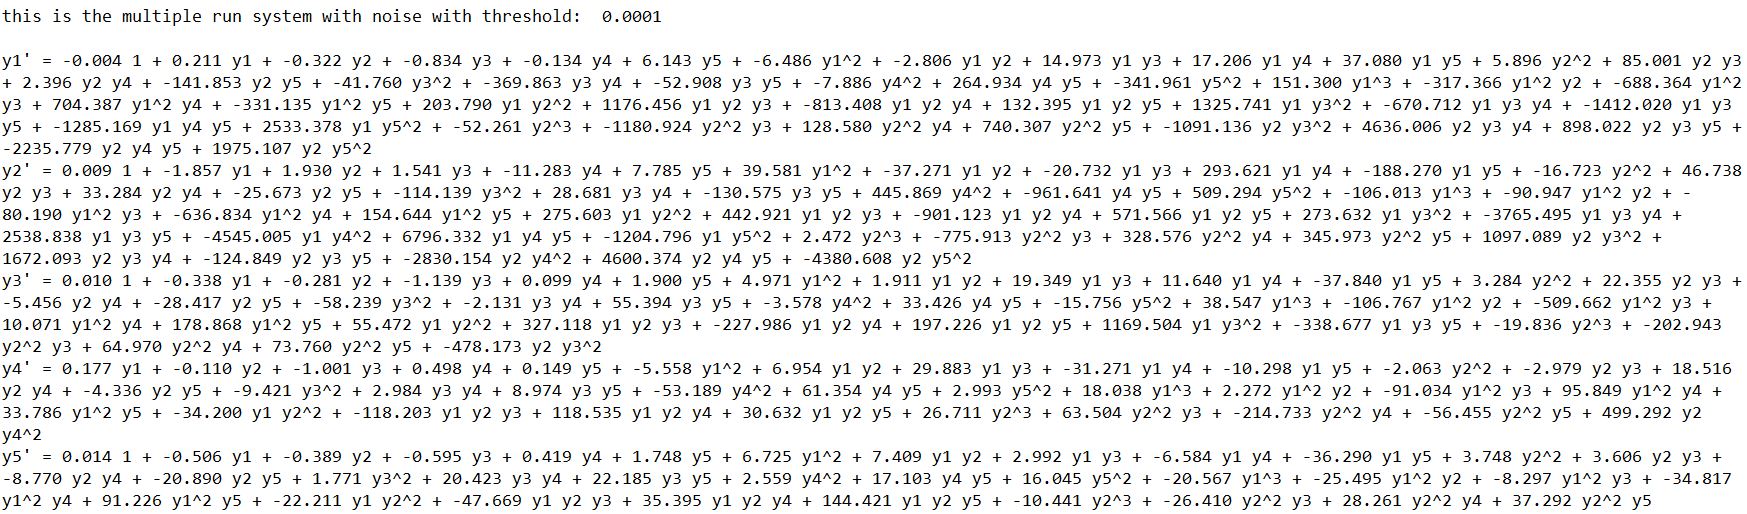 this is the multiple run system with noise with threshold:  0.0001

y1' = -0.004 1 + 0.211 y1 + -0.322 y2 + -0.834 y3 + -0.134 y4 + 6.143 y5 + -6.486 y1^2 + -2.806 y1 y2 + 14.973 y1 y3 + 17.206 y1 y4 + 37.080 y1 y5 + 5.896 y2^2 + 85.001 y2 y3
+ 2.396 y2 y4 + -141.853 y2 y5 + -41.760 y3^2 + -369.863 y3 y4 + -52.908 y3 y5 + -7.886 y4^2 + 264.934 y4 y5 + -341.961 y5^2 + 151.300 y1^3 + -317.366 y1^2 y2 + -688.364 y1^2
y3 + 704.387 y1^2 y4 + -331.135 y1^2 y5 + 203.790 y1 y2^2 + 1176.456 y1 y2 y3 + -813.408 y1 y2 y4 + 132.395 y1 y2 y5 + 1325.741 y1 y3^2 + -670.712 y1 y3 y4 + -1412.020 y1 y3
y5 + -1285.169 y1 y4 y5 + 2533.378 y1 y5^2 + -52.261 y2^3 + -1180.924 y2^2 y3 + 128.580 y2^2 y4 + 740.307 y2^2 y5 + -1091.136 y2 y3^2 + 4636.006 y2 y3 y4 + 898.022 y2 y3 y5 +
-2235.779 y2 y4 y5 + 1975.107 y2 y5^2
y2' = 0.009 1 + -1.857 y1 + 1.930 y2 + 1.541 y3 + -11.283 y4 + 7.785 y5 + 39.581 y1^2 + -37.271 y1 y2 + -20.732 y1 y3 + 293.621 y1 y4 + -188.270 y1 y5 + -16.723 y2^2 + 46.738
y2 y3 + 33.284 y2 y4 + -25.673 y2 y5 + -114.139 y3^2 + 28.681 y3 y4 + -130.575 y3 y5 + 445.869 y4^2 + -961.641 y4 y5 + 509.294 y5^2 + -106.013 y1^3 + -90.947 y1^2 y2 + -
80.190 y1^2 y3 + -636.834 y1^2 y4 + 154.644 y1^2 y5 + 275.603 y1 y2^2 + 442.921 y1 y2 y3 + -901.123 y1 y2 y4 + 571.566 y1 y2 y5 + 273.632 y1 y3^2 + -3765.495 y1 y3 y4 +
2538.838 y1 y3 y5 + -4545.005 y1 y4^2 + 6796.332 y1 y4 y5 + -1204.796 y1 y5^2 + 2.472 y2^3 + -775.913 y2^2 y3 + 328.576 y2^2 y4 + 345.973 y2^2 y5 + 1097.089 y2 y3^2 +
1672.093 y2 y3 y4 + -124.849 y2 y3 y5 + -2830.154 y2 y4^2 + 4600.374 y2 y4 y5 + -4380.608 y2 y5^2
y3' = 0.010 1 + -0.338 y1 + -0.281 y2 + -1.139 y3 + 0.099 y4 + 1.900 y5 + 4.971 y1^2 + 1.911 y1 y2 + 19.349 y1 y3 + 11.640 y1 y4 + -37.840 y1 y5 + 3.284 y2^2 + 22.355 y2 y3 +
-5.456 y2 y4 + -28.417 y2 y5 + -58.239 y3^2 + -2.131 y3 y4 + 55.394 y3 y5 + -3.578 y4^2 + 33.426 y4 y5 + -15.756 y5^2 + 38.547 y1^3 + -106.767 y1^2 y2 + -509.662 y1^2 y3 +
10.071 y1^2 y4 + 178.868 y1^2 y5 + 55.472 y1 y2^2 + 327.118 y1 y2 y3 + -227.986 y1 y2 y4 + 197.226 y1 y2 y5 + 1169.504 y1 y3^2 + -338.677 y1 y3 y5 + -19.836 y2^3 + -202.943
y2^2 y3 + 64.970 y2^2 y4 + 73.760 y2^2 y5 + -478.173 y2 y3^2
y4' = 0.177 y1 + -0.110 y2 + -1.001 y3 + 0.498 y4 + 0.149 y5 + -5.558 y1^2 + 6.954 y1 y2 + 29.883 y1 y3 + -31.271 y1 y4 + -10.298 y1 y5 + -2.063 y2^2 + -2.979 y2 y3 + 18.516
y2 y4 + -4.336 y2 y5 + -9.421 y3^2 + 2.984 y3 y4 + 8.974 y3 y5 + -53.189 y4^2 + 61.354 y4 y5 + 2.993 y5^2 + 18.038 y1^3 + 2.272 y1^2 y2 + -91.034 y1^2 y3 + 95.849 y1^2 y4 +
33.786 y1^2 y5 + -34.200 y1 y2^2 + -118.203 y1 y2 y3 + 118.535 y1 y2 y4 + 30.632 y1 y2 y5 + 26.711 y2^3 + 63.504 y2^2 y3 + -214.733 y2^2 y4 + -56.455 y2^2 y5 + 499.292 y2
y4^2
y5' = 0.014 1 + -0.506 y1 + -0.389 y2 + -0.595 y3 + 0.419 y4 + 1.748 y5 + 6.725 y1^2 + 7.409 y1 y2 + 2.992 y1 y3 + -6.584 y1 y4 + -36.290 y1 y5 + 3.748 y2^2 + 3.606 y2 y3 +
-8.770 y2 y4 + -20.890 y2 y5 + 1.771 y3^2 + 20.423 y3 y4 + 22.185 y3 y5 + 2.559 y4^2 + 17.103 y4 y5 + 16.045 y5^2 + -20.567 y1^3 + -25.495 y1^2 y2 + -8.297 y1^2 y3 + -34.817
y1^2 y4 + 91.226 y1^2 y5 + -22.211 y1 y2^2 + -47.669 y1 y2 y3 + 35.395 y1 y2 y4 + 144.421 y1 y2 y5 + -10.441 y2^3 + -26.410 y2^2 y3 + 28.261 y2^2 y4 + 37.292 y2^2 y5